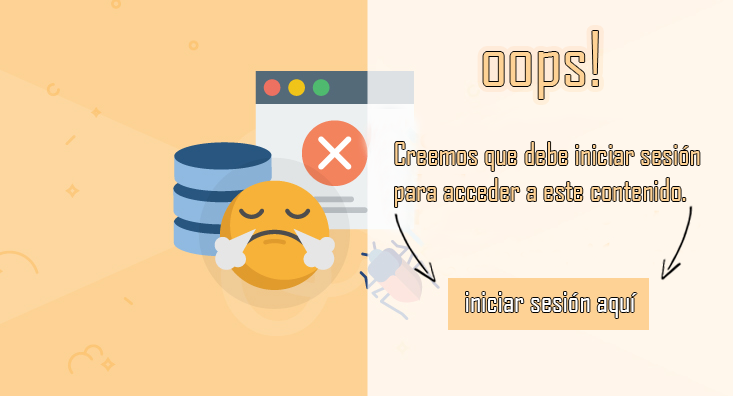 oops!
Creemos que debe iniciar sesión
para acceder a este contenido.
iniciar sesión aquí